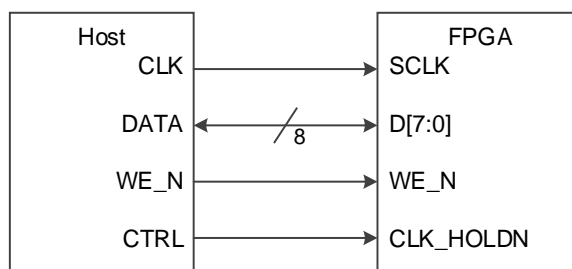 Host FPGA
CLK SCLK
DATA 8 D[7:0]
WE_N WE_N
CTRL CLK_HOLDN